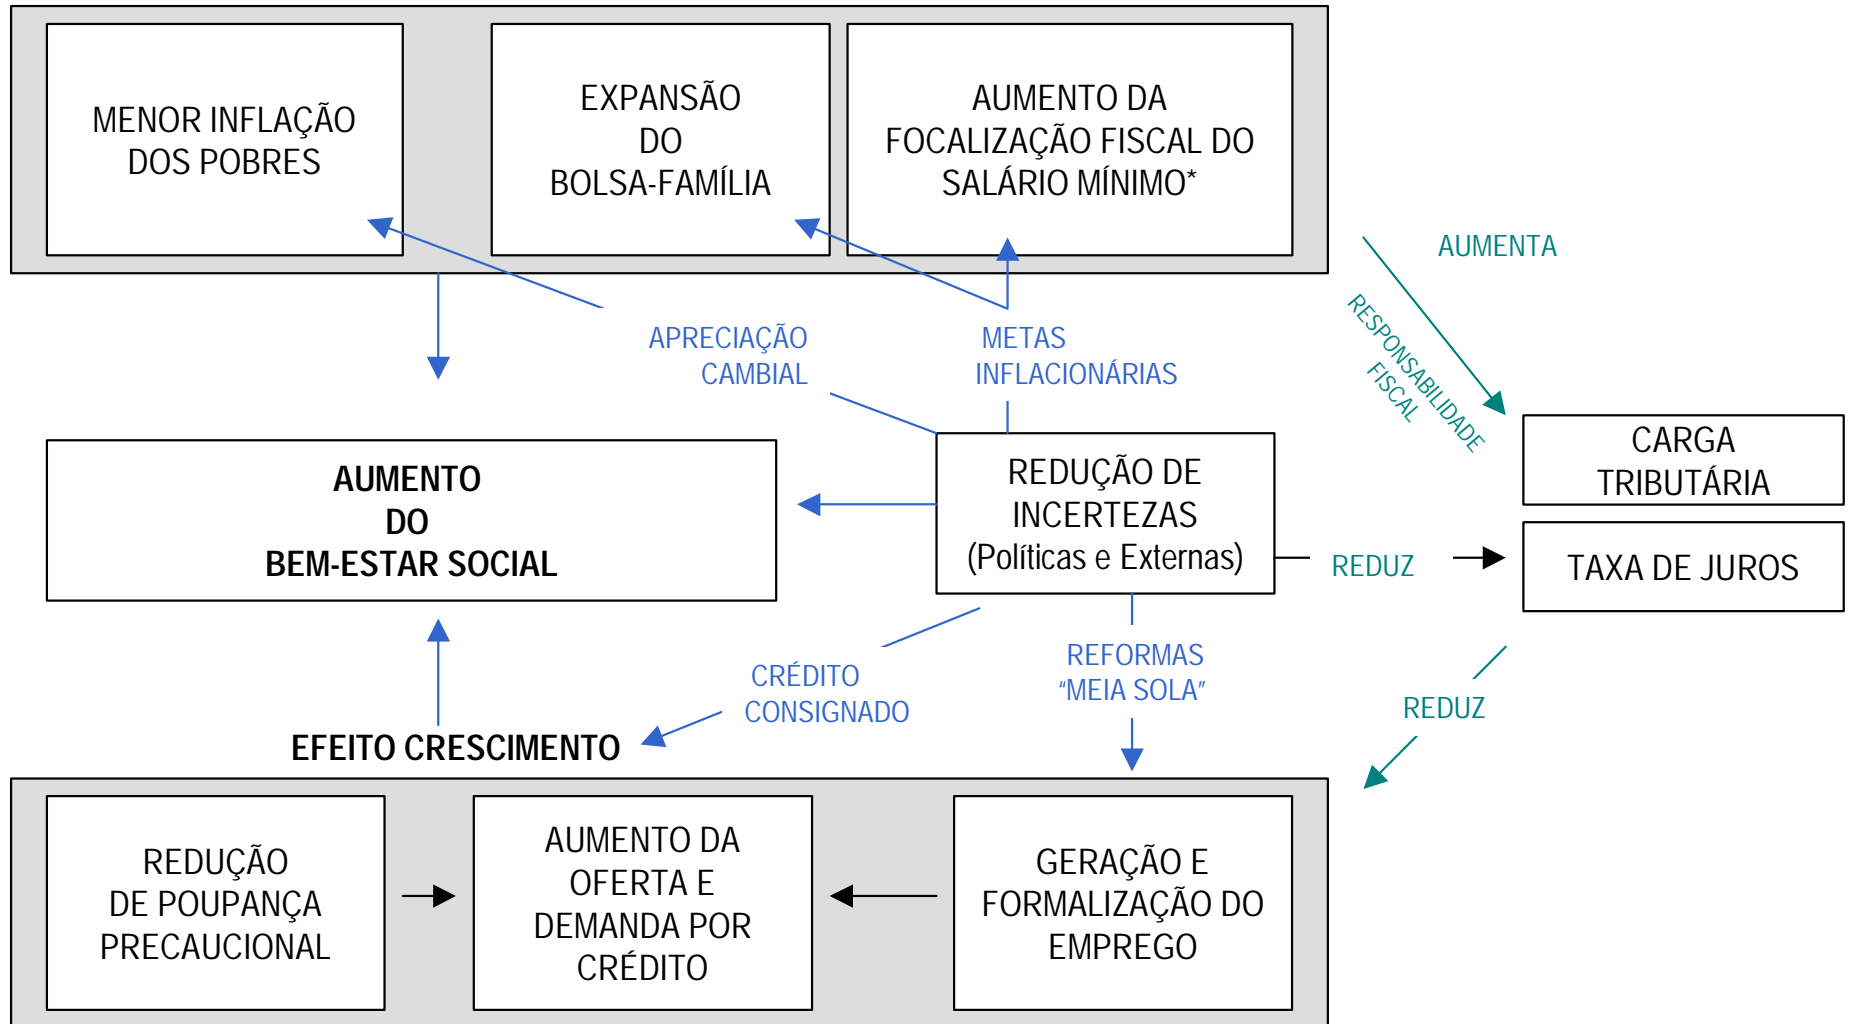 MENOR INFLAÇÃO
DOS POBRES
EXPANSÃO
DO
BOLSA-FAMÍLIA
AUMENTO DA
FOCALIZAÇÃO FISCAL DO
SALÁRIO MÍNIMO*
AUMENTA
RESPONSABILIDADE
FISCAL
APRECIAÇÃO
CAMBIAL
METAS
INFLACIONÁRIAS
AUMENTO
DO
BEM-ESTAR SOCIAL
REDUÇÃO DE
INCERTEZAS
(Políticas e Externas)
CARGA
TRIBUTÁRIA
REDUZ
TAXA DE JUROS
CRÉDITO
CONSIGNADO
REFORMAS
“MEIA SOLA”
REDUZ
EFEITO CRESCIMENTO
REDUÇÃO
DE POUPANÇA
PRECAUCIONAL
AUMENTO DA
OFERTA E
DEMANDA POR
CRÉDITO
GERAÇÃO E
FORMALIZAÇÃO DO
EMPREGO